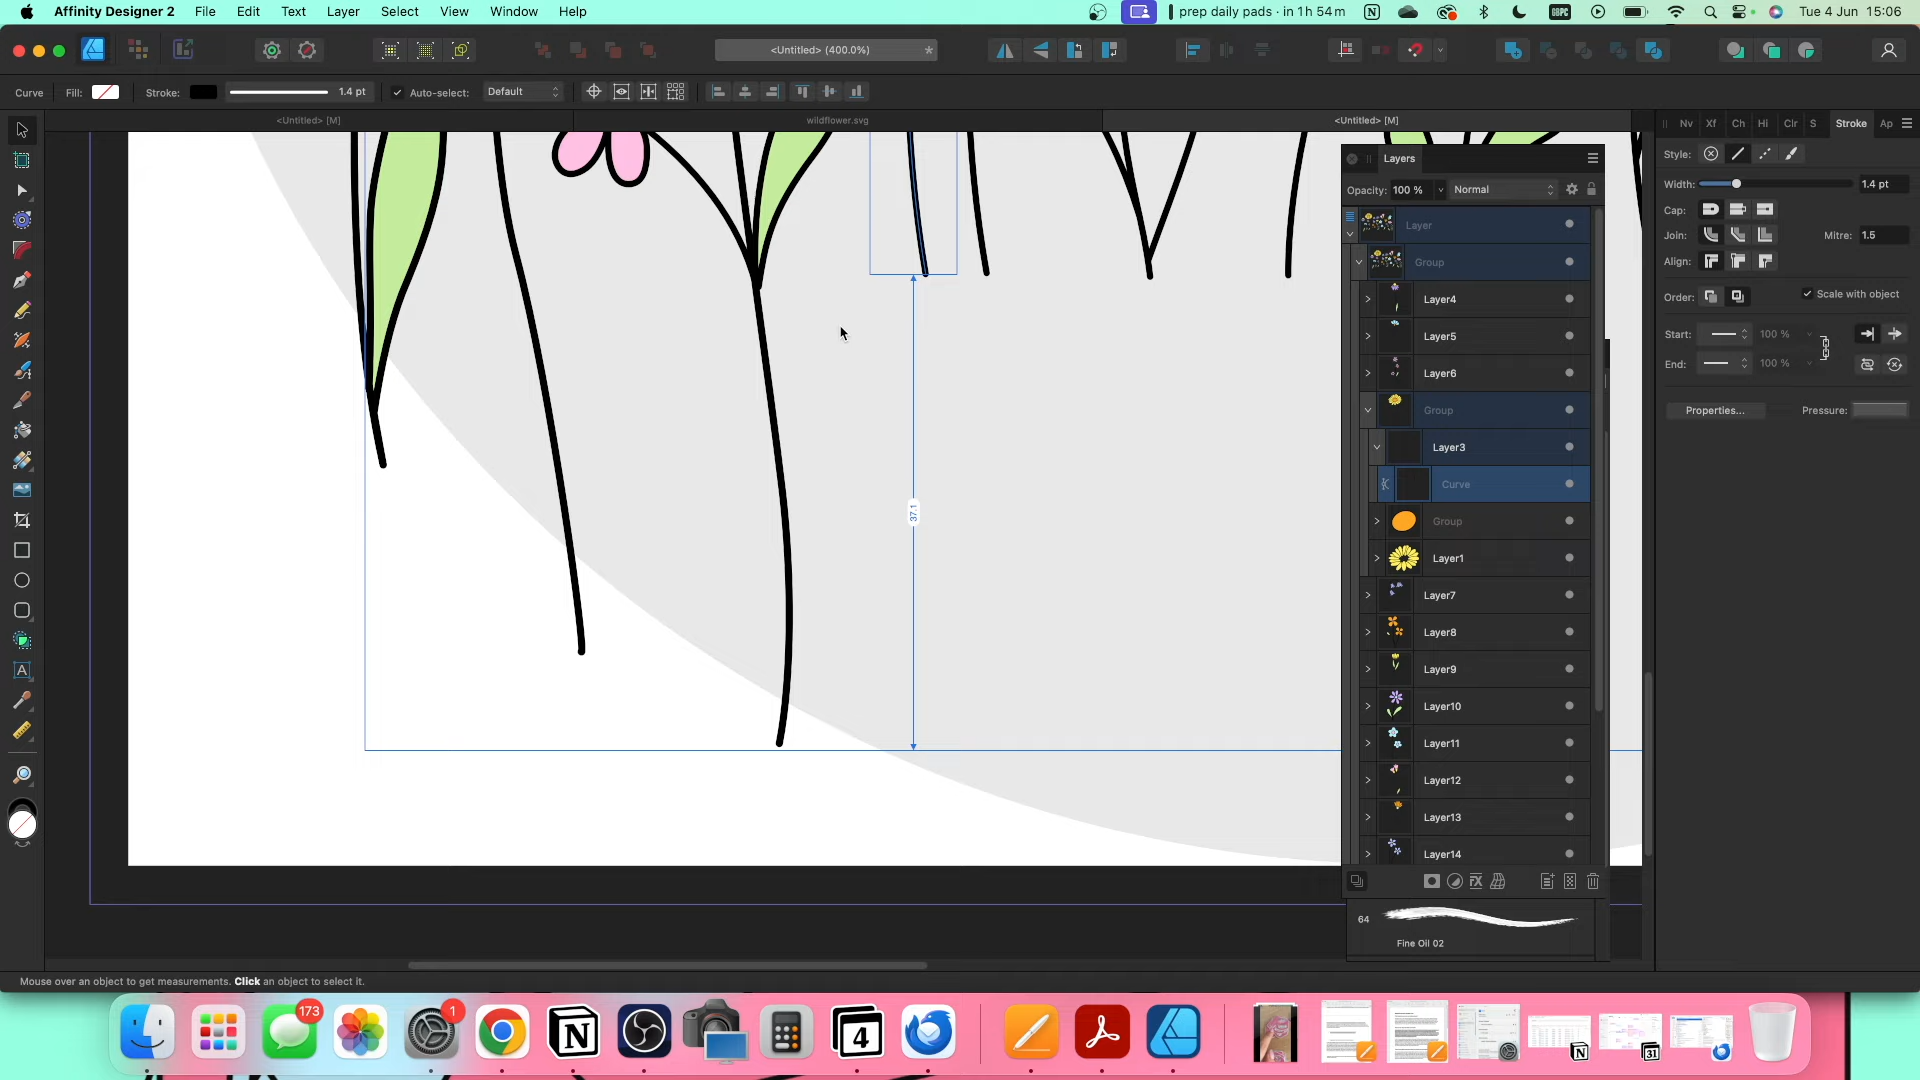 Affinity Designer 2 File Edit Text Layer Select View Window Help prep daily pads · in 1 h 54 m GBPC Tue 4 Jun 15:06
<Untitled> (400.0%) *
Curve Fill: Stroke: 1.4 pt Auto-select: Default
<Untitled> [M] wildflower.svg <Untitled> [M] Nv Xf Ch Hi Clr S Stroke Ap
Style:
Width: 1.4 pt
Cap:
Join: Mitre: 1.5
Align:
Order: Scale with object
Start: 100 %
End: 100 %
Properties... Pressure:
Layers
Opacity: 100 % Normal
Layer
Group
Layer4
Layer5
Layer6
Group
Layer3
Curve
Group
Layer1
Layer7
Layer8
Layer9
Layer10
Layer11
Layer12
Layer13
Layer14
37.1
64
Fine Oil 02
Mouse over an object to get measurements. Click an object to select it.
173
1
4
31